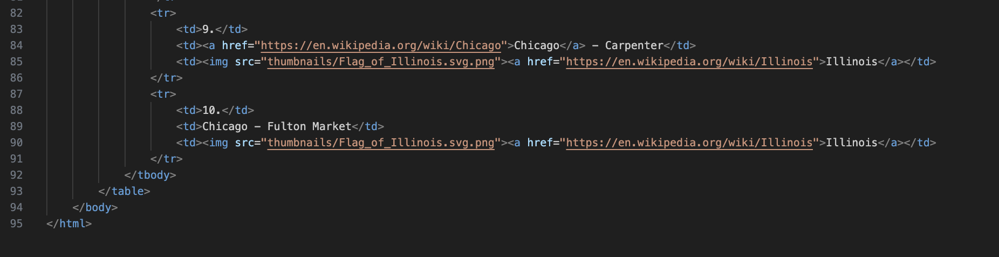 82 <tr>
83 <td>9.</td>
84 <td><a href="https://en.wikipedia.org/wiki/Chicago">Chicago</a> – Carpenter</td>
85 <td><img src="thumbnails/Flag_of_Illinois.svg.png"><a href="https://en.wikipedia.org/wiki/Illinois">Illinois</a></td>
86 </tr>
87 <tr>
88 <td>10.</td>
89 <td>Chicago – Fulton Market</td>
90 <td><img src="thumbnails/Flag_of_Illinois.svg.png"><a href="https://en.wikipedia.org/wiki/Illinois">Illinois</a></td>
91 </tr>
92 </tbody>
93 </table>
94 </body>
95 </html>